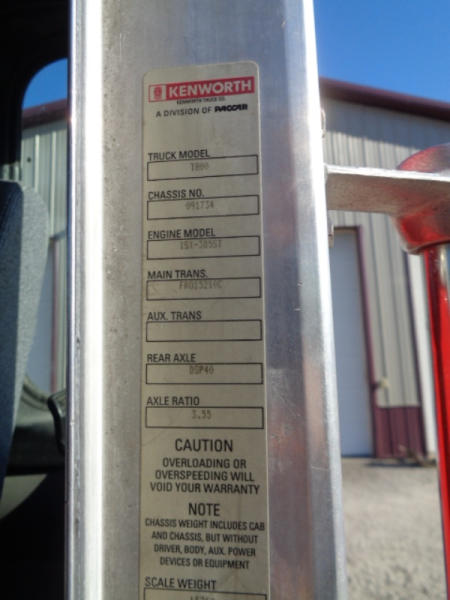 KENWORTH
KENWORTH TRUCK CO.
A DIVISION OF PACCAR
TRUCK MODEL
T800
CHASSIS NO.
091734
ENGINE MODEL
MAIN TRANS.
AUX. TRANS
REAR AXLE
DSP40
AXLE RATIO
3.55
CAUTION
OVERLOADING OR
OVERSPEEDING WILL
VOID YOUR WARRANTY
NOTE
CHASSIS WEIGHT INCLUDES CAB
AND CHASSIS, BUT WITHOUT
DRIVER, BODY, AUX. POWER
DEVICES OR EQUIPMENT
SCALE WEIGHT